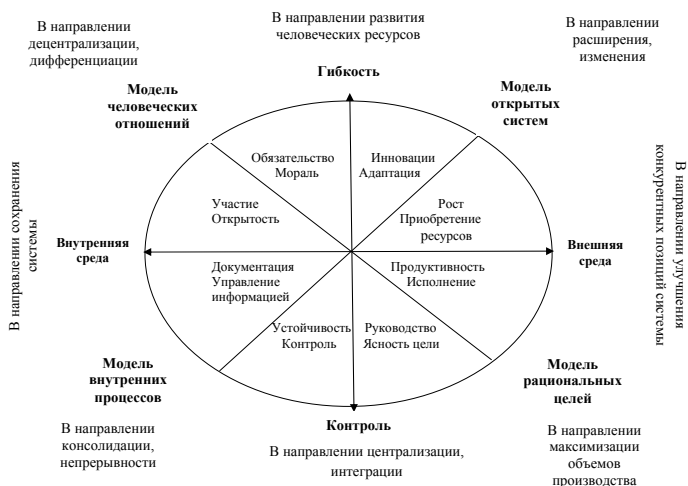 В направлении
децентрализации,
дифференциации
В направлении развития
человеческих ресурсов
В направлении
расширения,
изменения
Гибкость
Модель
человеческих
отношений
Модель
открытых
систем
Обязательство
Мораль
Инновации
Адаптация
Участие
Открытость
Рост
Приобретение
ресурсов
В направлении сохранения
системы
Внутренняя
среда
Внешняя
среда
В направлении улучшения
конкурентных позиций системы
Документация
Управление
информацией
Продуктивность
Исполнение
Устойчивость
Контроль
Руководство
Ясность цели
Модель
внутренних
процессов
Модель
рациональных
целей
Контроль
В направлении
консолидации,
непрерывности
В направлении централизации,
интеграции
В направлении
максимизации
объемов
производства